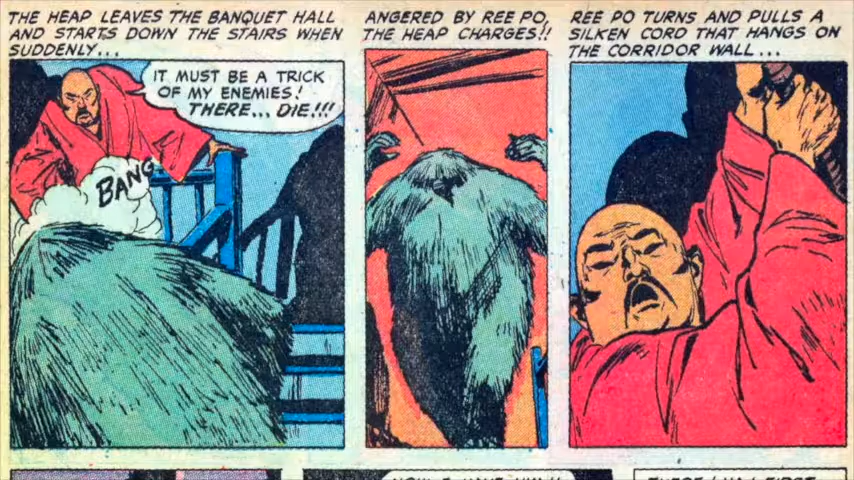 THE HEAP LEAVES THE BANQUET HALL
AND STARTS DOWN THE STAIRS WHEN
SUDDENLY...
IT MUST BE A TRICK
OF MY ENEMIES!
THERE... DIE!!!
BANG
ANGERED BY REE PO,
THE HEAP CHARGES!!
REE PO TURNS AND PULLS A
SILKEN CORD THAT HANGS ON
THE CORRIDOR WALL...